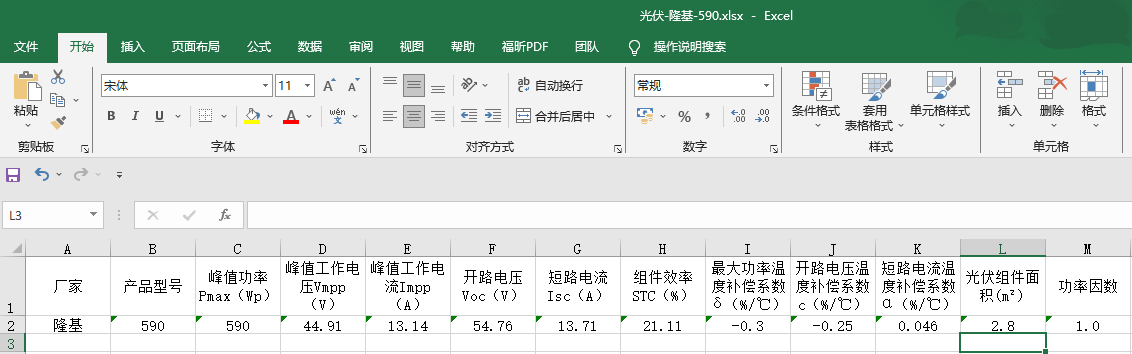 光伏-隆基-590.xlsx - Excel
文件 开始 插入 页面布局 公式 数据 审阅 视图 帮助 福昕PDF 团队 操作说明搜索
粘贴
剪贴板
宋体 11 A A
B I U A wén
字体
ab 自动换行
合并后居中
对齐方式
常规
% , .00 .00
数字
条件格式 套用表格格式 单元格样式
样式
插入 删除 格式
单元格
L3 fx
A B C D E F G H I J K L M
1
厂家
产品型号
峰值功率
Pmax（Wp）
峰值工作电
压Vmpp
（V）
峰值工作电
流Impp
（A）
开路电压
Voc（V）
短路电流
Isc（A）
组件效率
STC（%）
最大功率温
度补偿系数
δ（%/℃）
开路电压温
度补偿系数
c（%/℃）
短路电流温
度补偿系数
α（%/℃）
光伏组件面
积(m²)
功率因数
2 隆基 590 590 44.91 13.14 54.76 13.71 21.11 -0.3 -0.25 0.046 2.8 1.0
3